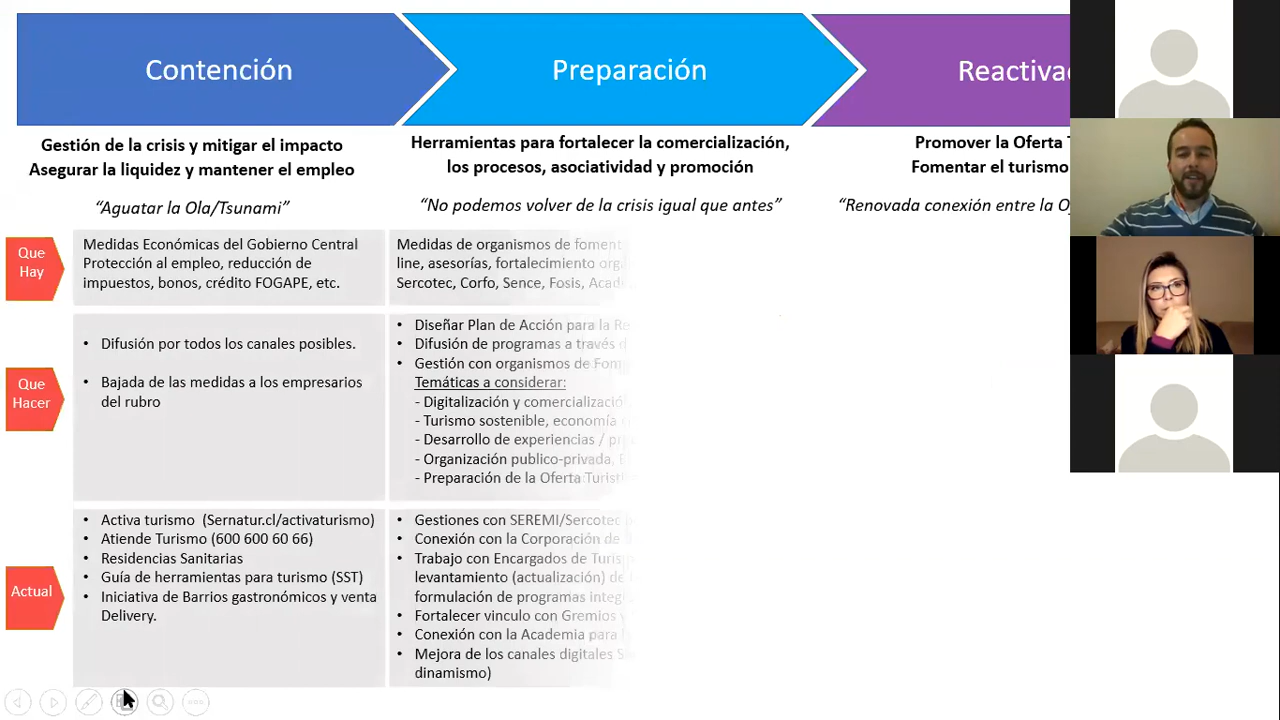 Contención
Preparación
Gestión de la crisis y mitigar el impacto
Asegurar la liquidez y mantener el empleo
"Aguatar la Ola/Tsunami"
Herramientas para fortalecer la comercialización,
los procesos, asociatividad y promoción
"No podemos volver de la crisis igual que antes"
Promover la Oferta
Fomentar el turismo
"Renovada conexión entre la
Que
Hay
Medidas Económicas del Gobierno Central
Protección al empleo, reducción de
impuestos, bonos, crédito FOGAPE, etc.
Medidas de organismos de
line, asesorías, fortalecimiento
Sercotec, Corfo, Sence, Fosis,
Que
Hacer
• Difusión por todos los canales posibles.
• Bajada de las medidas a los empresarios
del rubro
• Diseñar Plan de Acción para la
• Difusión de programas a través
• Gestión con organismos de
Temáticas a considerar:
- Digitalización y comercialización
- Turismo sostenible, economía
- Desarrollo de experiencias /
- Organización publico-privada,
- Preparación de la Oferta
Actual
• Activa turismo (Sernatur.cl/activaturismo)
• Atiende Turismo (600 600 60 66)
• Residencias Sanitarias
• Guía de herramientas para turismo (SST)
• Iniciativa de Barrios gastronómicos y venta
Delivery.
• Gestiones con SEREMI/Sercotec
• Conexión con la Corporación de
• Trabajo con Encargados de
levantamiento (actualización) de
formulación de programas
• Fortalecer vinculo con Gremios
• Conexión con la Academia para
• Mejora de los canales digitales
dinamismo)